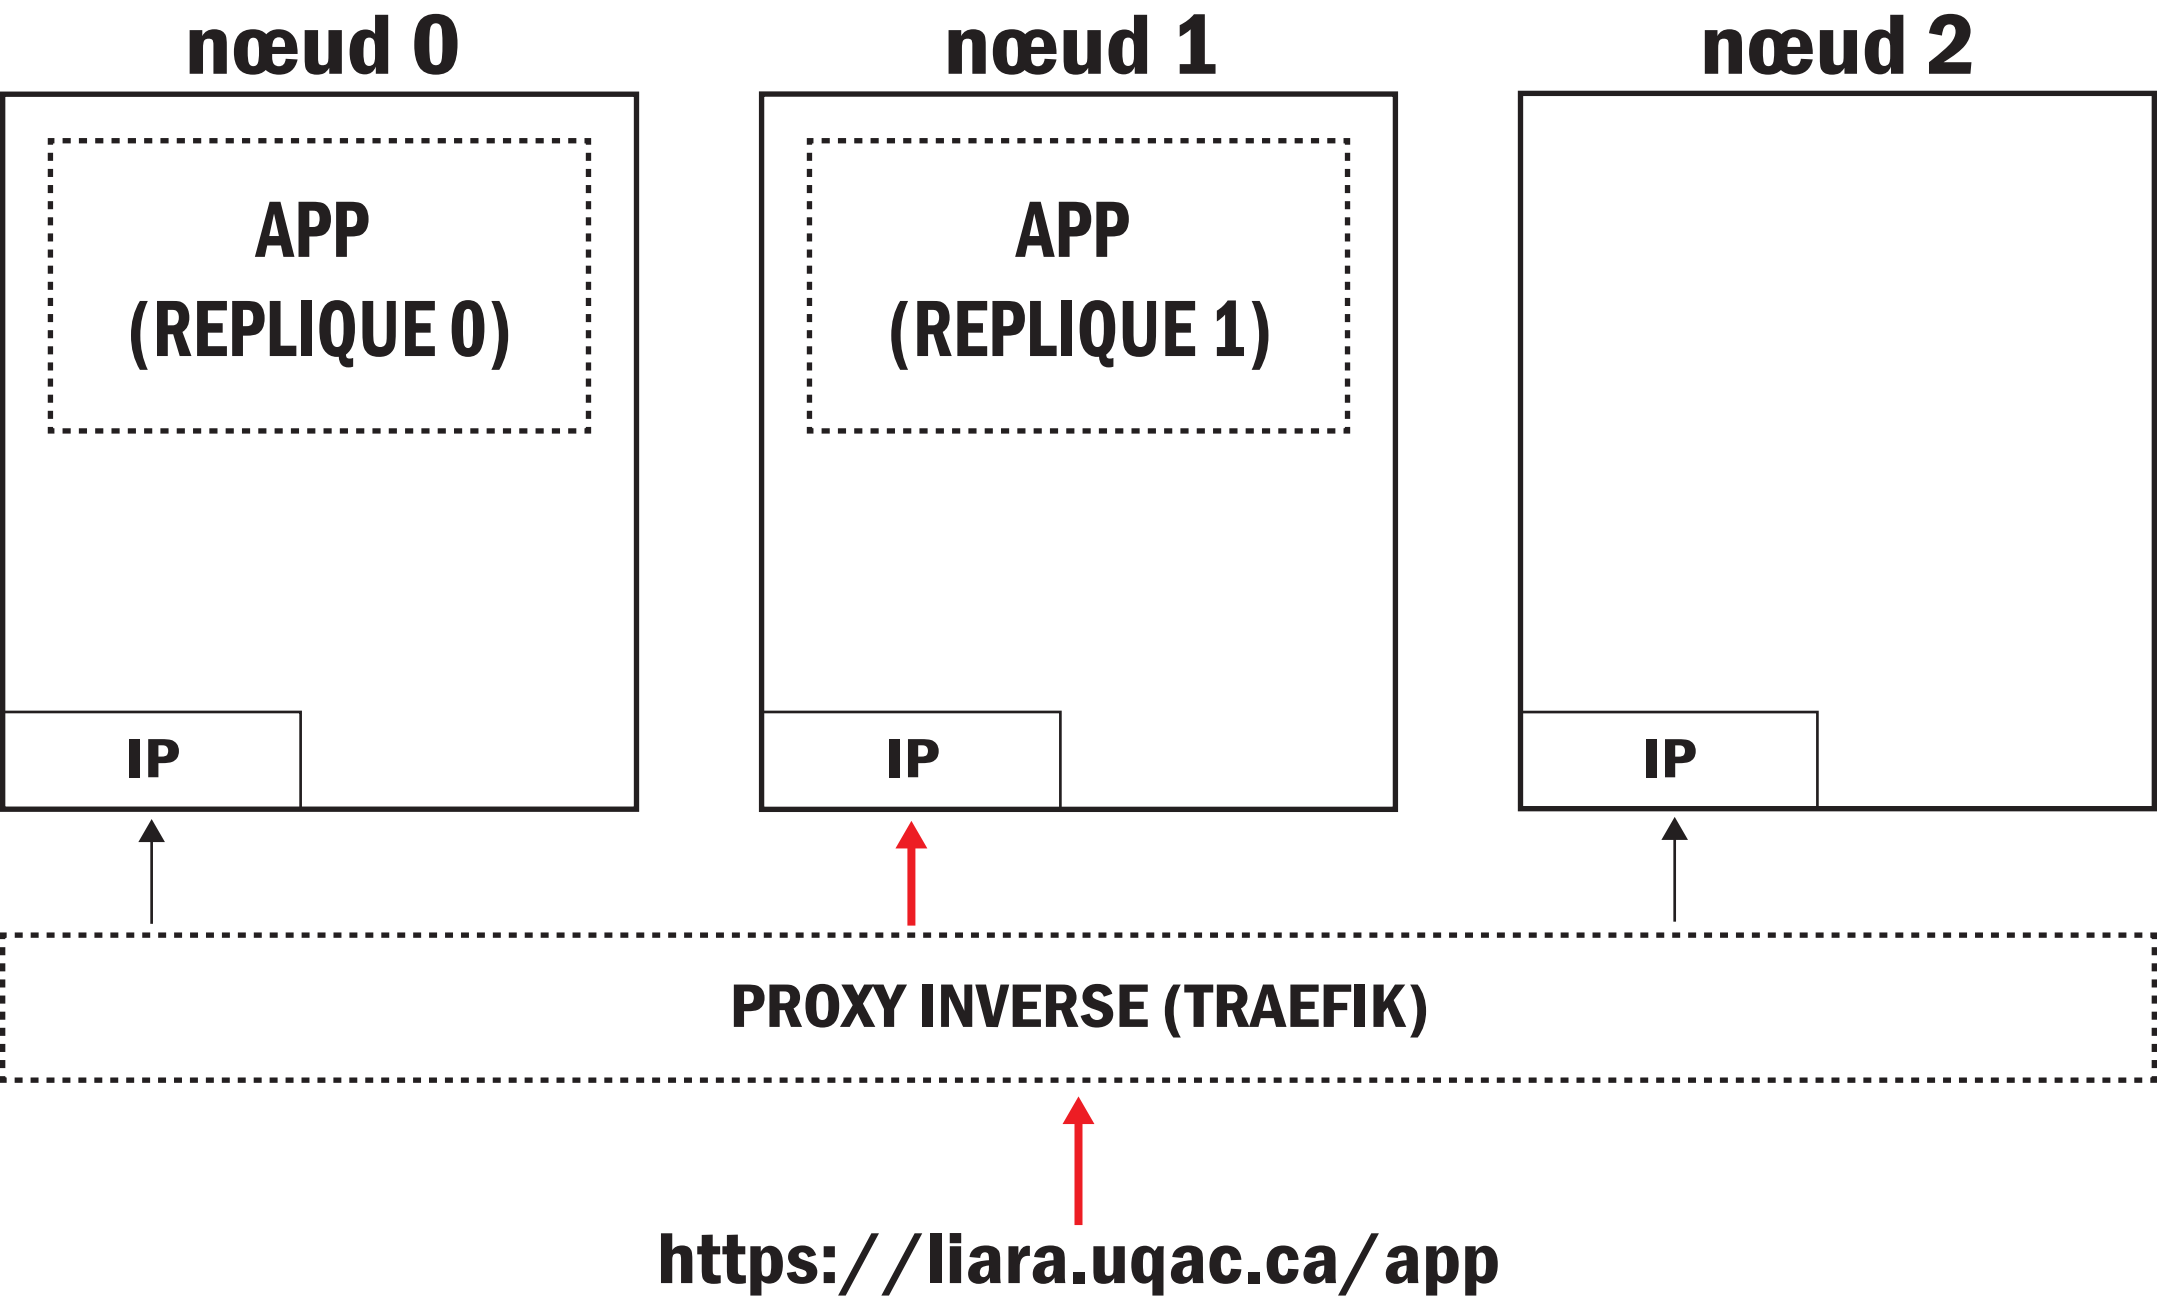 nœud 0
nœud 1
nœud 2
APP
(REPLIQUE 0)
APP
(REPLIQUE 1)
IP
IP
IP
PROXY INVERSE (TRAEFIK)
https://liara.uqac.ca/app